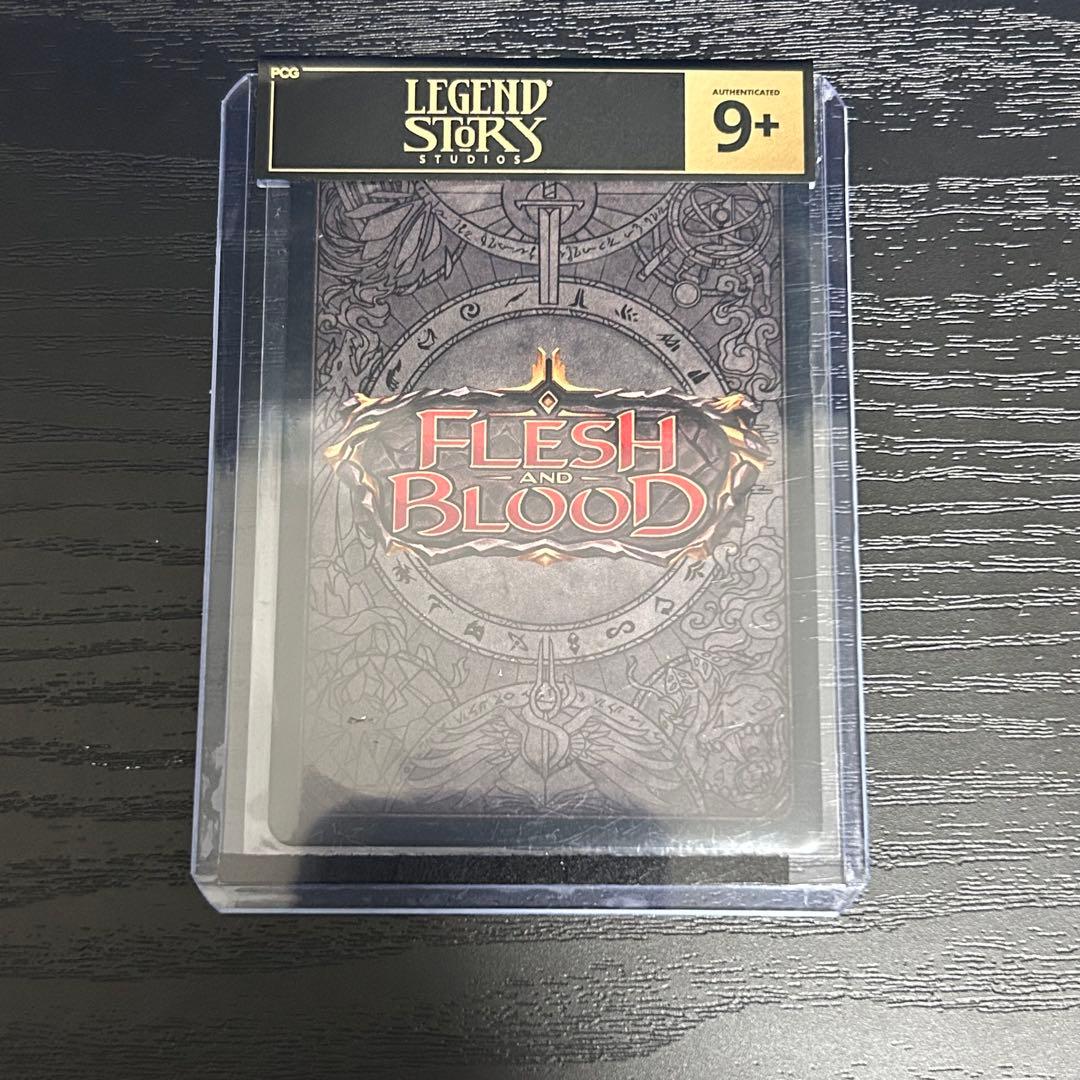 PCG
LEGEND
STORY
STUDIOS
AUTHENTICATED
9+
FLESH
AND
BLOOD